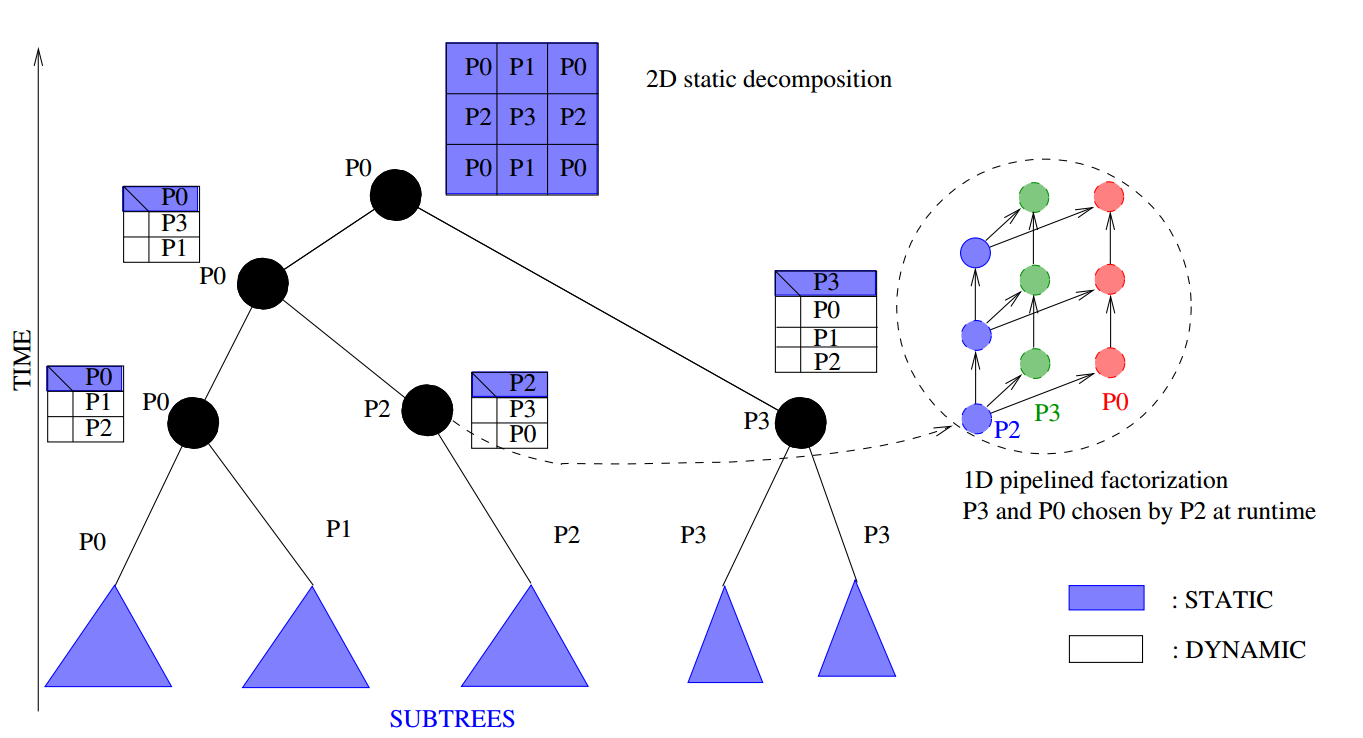 P0 P1 P0
2D static decomposition
P2 P3 P2
P0 P1 P0
P0
P0
P3
P1
P0
P3
P0
P1
P2
TIME
P0
P1
P2
P0
P2
P2
P3
P0
P3
P2
P3
P0
1D pipelined factorization
P3 and P0 chosen by P2 at runtime
P0
P1
P2
P3
P3
: STATIC
: DYNAMIC
SUBTREES